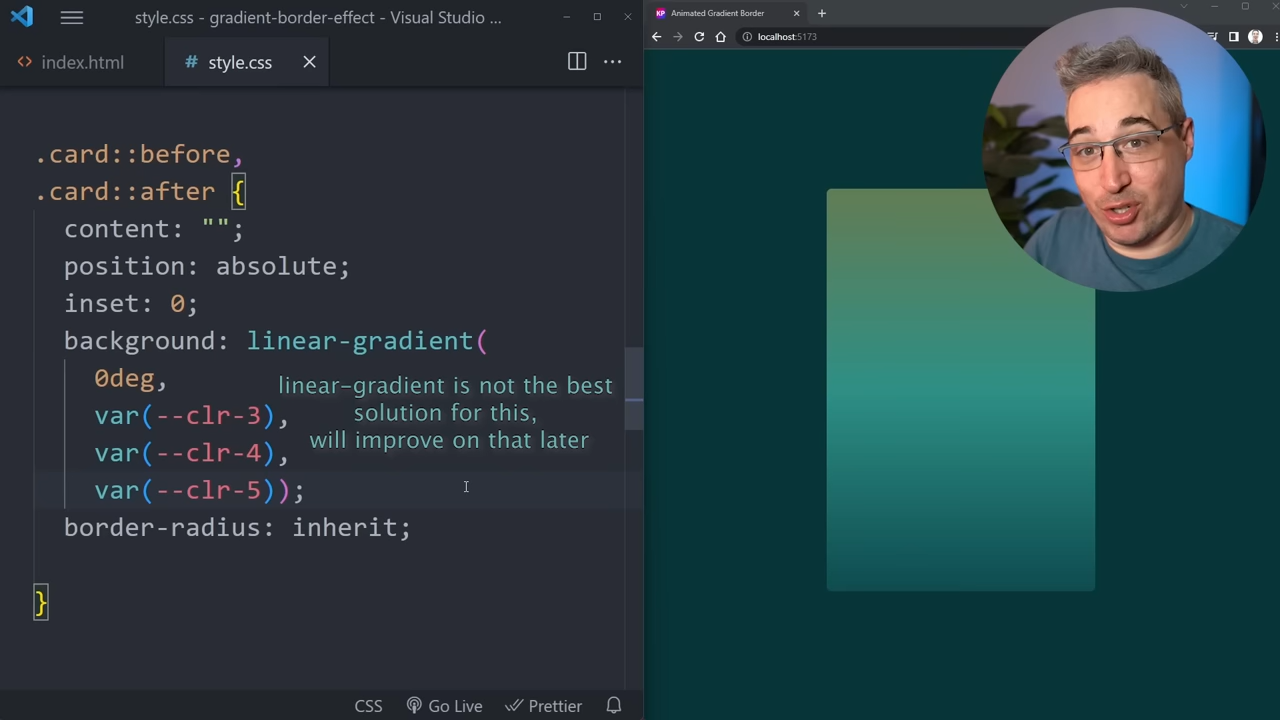 style.css - gradient-border-effect - Visual Studio ...
index.html
# style.css
.card::before,
.card::after {
content: "";
position: absolute;
inset: 0;
background: linear-gradient(
0deg,
var(--clr-3),
var(--clr-4),
var(--clr-5));
border-radius: inherit;
}
linear-gradient is not the best
solution for this,
will improve on that later
CSS
Go Live
Prettier
KP
Animated Gradient Border
localhost:5173